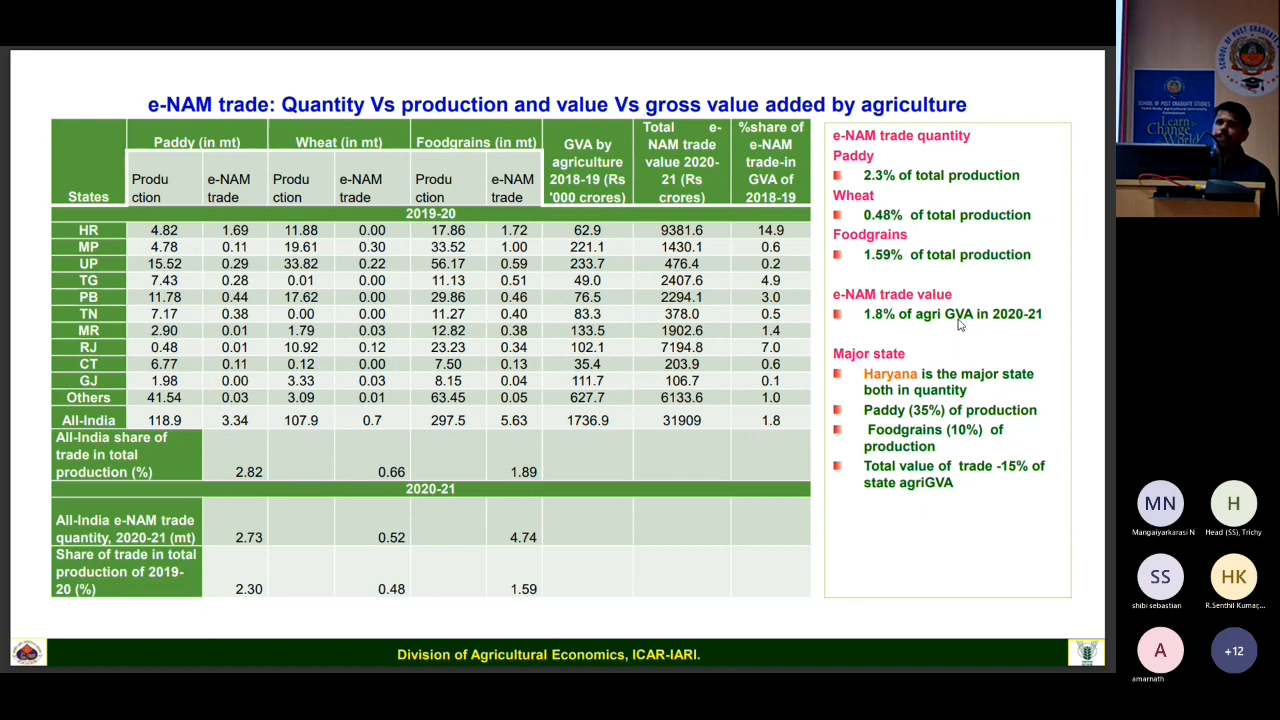 e-NAM trade: Quantity Vs production and value Vs gross value added by agriculture
States Paddy (in mt) Wheat (in mt) Foodgrains (in mt) GVA by agriculture 2018-19 (Rs '000 crores) Total e-NAM trade value 2020-21 (Rs crores) %share of e-NAM trade-in GVA of 2018-19
Produ ction e-NAM trade Produ ction e-NAM trade Produ ction e-NAM trade
2019-20
HR 4.82 1.69 11.88 0.00 17.86 1.72 62.9 9381.6 14.9
MP 4.78 0.11 19.61 0.30 33.52 1.00 221.1 1430.1 0.6
UP 15.52 0.29 33.82 0.22 56.17 0.59 233.7 476.4 0.2
TG 7.43 0.28 0.01 0.00 11.13 0.51 49.0 2407.6 4.9
PB 11.78 0.44 17.62 0.00 29.86 0.46 76.5 2294.1 3.0
TN 7.17 0.38 0.00 0.00 11.27 0.40 83.3 378.0 0.5
MR 2.90 0.01 1.79 0.03 12.82 0.38 133.5 1902.6 1.4
RJ 0.48 0.01 10.92 0.12 23.23 0.34 102.1 7194.8 7.0
CT 6.77 0.11 0.12 0.00 7.50 0.13 35.4 203.9 0.6
GJ 1.98 0.00 3.33 0.03 8.15 0.04 111.7 106.7 0.1
Others 41.54 0.03 3.09 0.01 63.45 0.05 627.7 6133.6 1.0
All-India 118.9 3.34 107.9 0.7 297.5 5.63 1736.9 31909 1.8
All-India share of
trade in total
production (%) 2.82 0.66 1.89
2020-21
All-India e-NAM trade
quantity, 2020-21 (mt) 2.73 0.52 4.74
Share of trade in total
production of 2019-
20 (%) 2.30 0.48 1.59
e-NAM trade quantity
Paddy
2.3% of total production
Wheat
0.48% of total production
Foodgrains
1.59% of total production
e-NAM trade value
1.8% of agri GVA in 2020-21
Major state
Haryana is the major state
both in quantity
Paddy (35%) of production
Foodgrains (10%) of
production
Total value of trade -15% of
state agriGVA
Division of Agricultural Economics, ICAR-IARI.
SCHOOL OF POST GRADUATE
SCHOOL OF POST GRADUATE STUDIES
Learn
Change
World
MN
Mangaiyarkarasi N
H
Head (SS), Trichy
SS
shibi sebastian
HK
R.Senthil Kumar,...
A
amarnath
+12